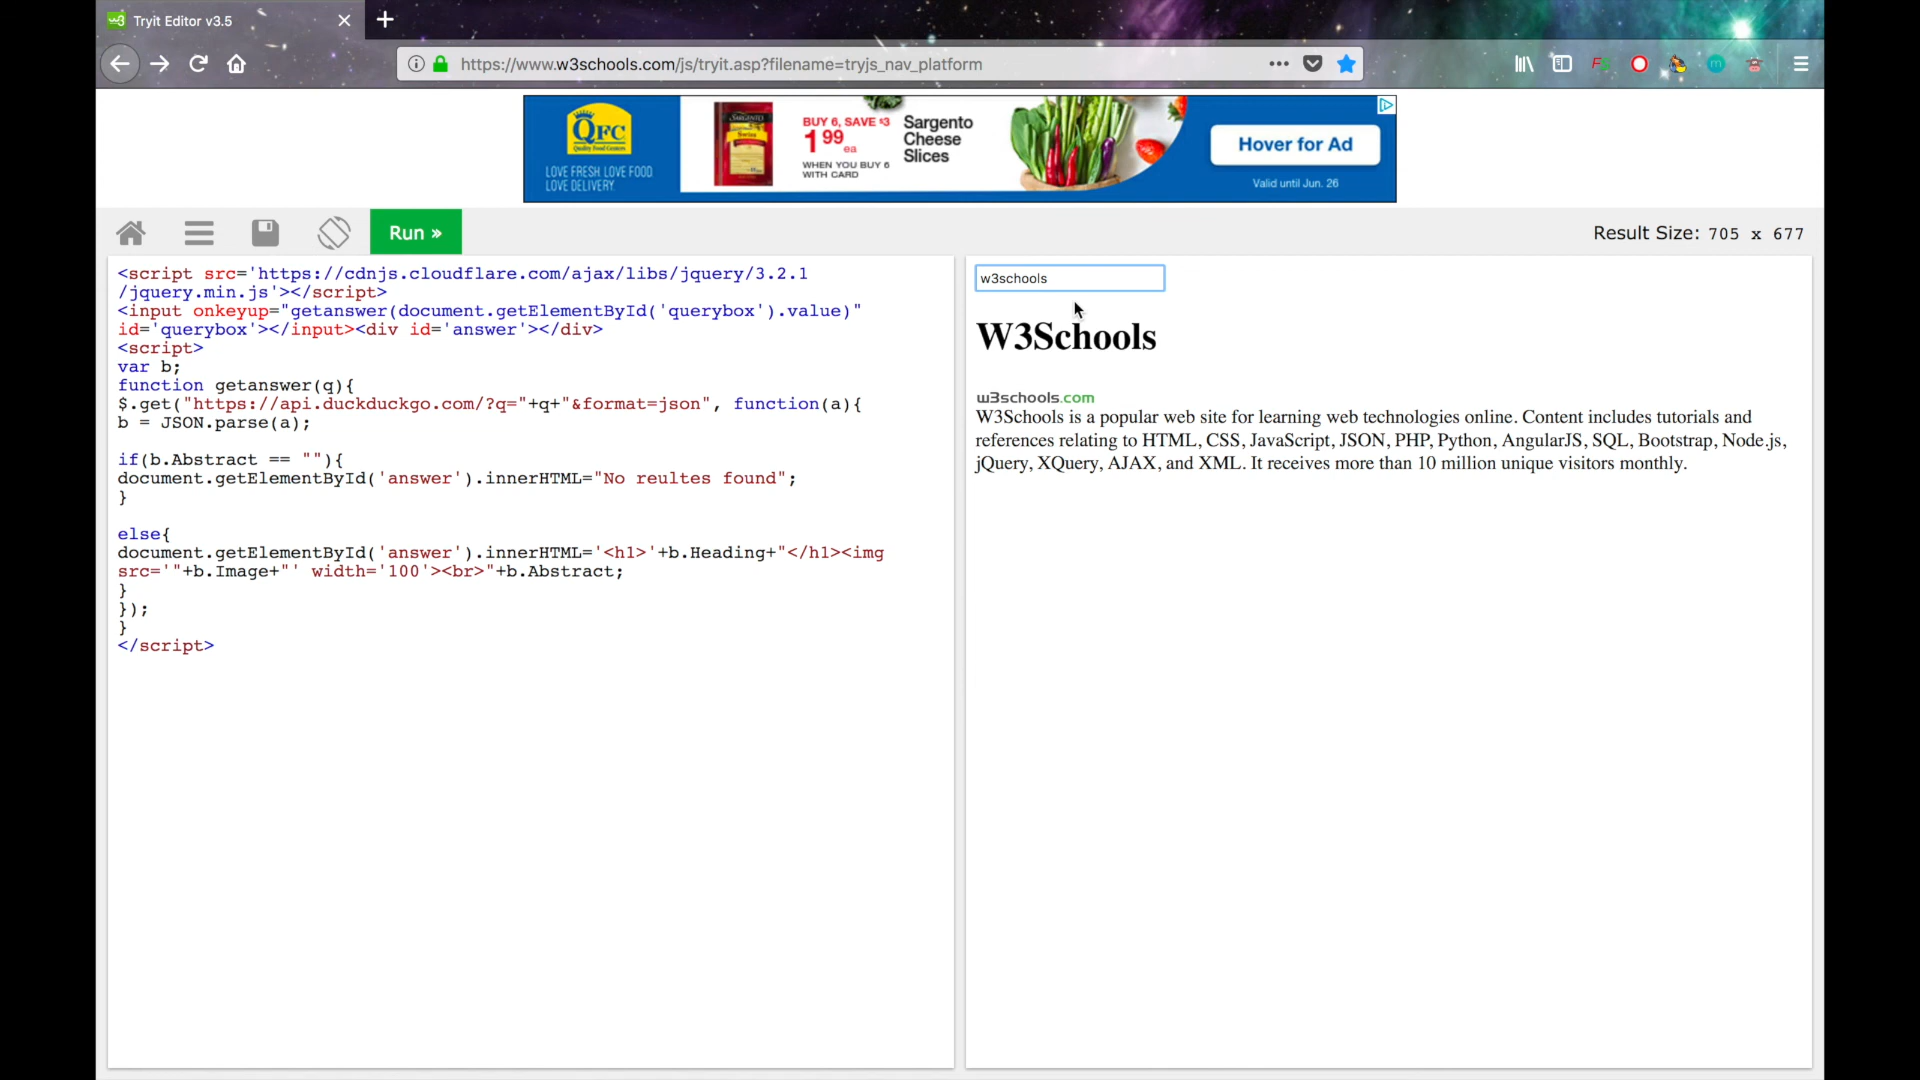 Tryit Editor v3.5
https://www.w3schools.com/js/tryit.asp?filename=tryjs_nav_platform
QFC
Quality Food Centers
LOVE FRESH LOVE FOOD
LOVE DELIVERY
SARGENTO
Swiss
BUY 6, SAVE $3
1 99 ea
WHEN YOU BUY 6
WITH CARD
Sargento
Cheese
Slices
Hover for Ad
Valid until Jun. 26
Run »
Result Size: 705 x 677
<script src='https://cdnjs.cloudflare.com/ajax/libs/jquery/3.2.1
/jquery.min.js'></script>
<input onkeyup="getanswer(document.getElementById('querybox').value)"
id='querybox'></input><div id='answer'></div>
<script>
var b;
function getanswer(q){
$.get("https://api.duckduckgo.com/?q="+q+"&format=json", function(a){
b = JSON.parse(a);
if(b.Abstract == ""){
document.getElementById('answer').innerHTML="No reultes found";
}
else{
document.getElementById('answer').innerHTML='<h1>'+b.Heading+"</h1><img
src='"+b.Image+"' width='100'><br>"+b.Abstract;
}
});
}
</script>
w3schools
W3Schools
w3schools.com
W3Schools is a popular web site for learning web technologies online. Content includes tutorials and
references relating to HTML, CSS, JavaScript, JSON, PHP, Python, AngularJS, SQL, Bootstrap, Node.js,
jQuery, XQuery, AJAX, and XML. It receives more than 10 million unique visitors monthly.